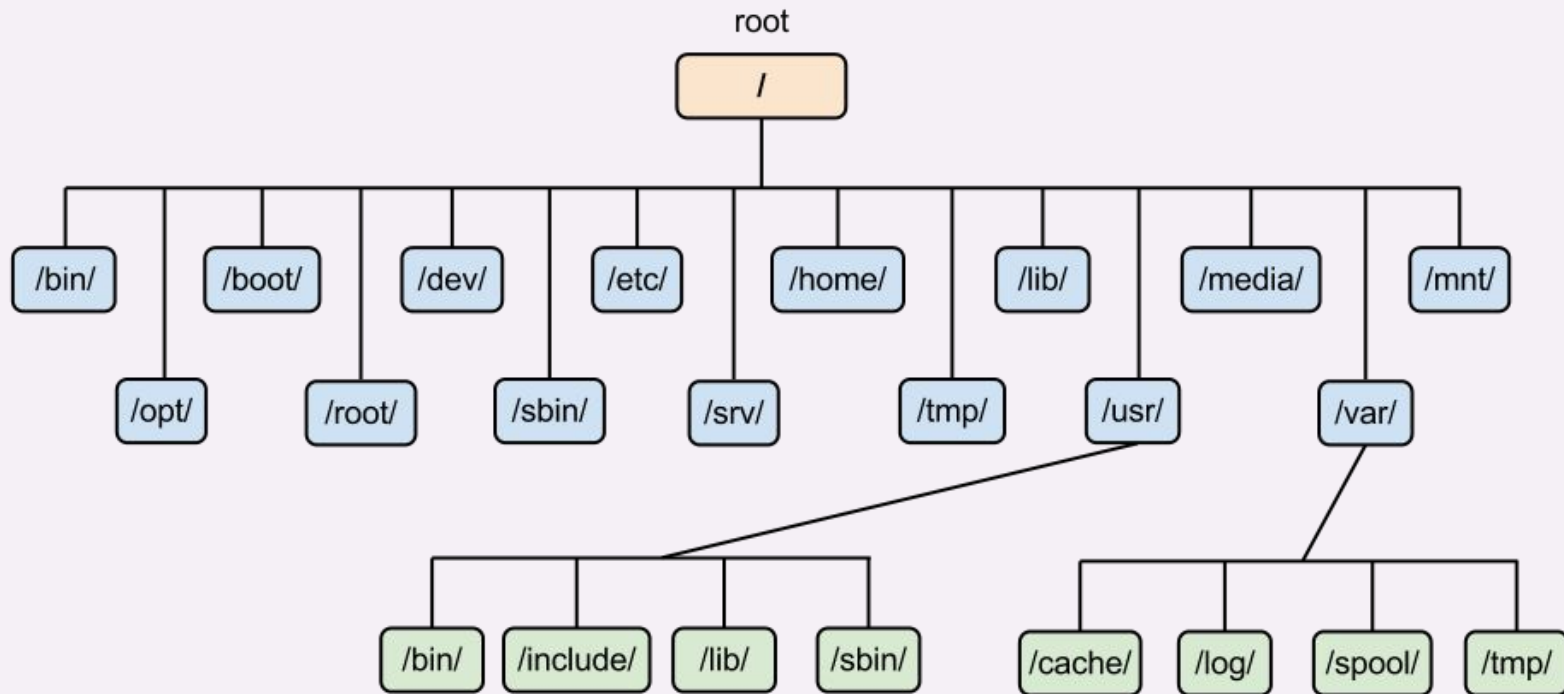 root
/
/bin/
/boot/
/dev/
/etc/
/home/
/lib/
/media/
/mnt/
/opt/
/root/
/sbin/
/srv/
/tmp/
/usr/
/var/
/bin/
/include/
/lib/
/sbin/
/cache/
/log/
/spool/
/tmp/